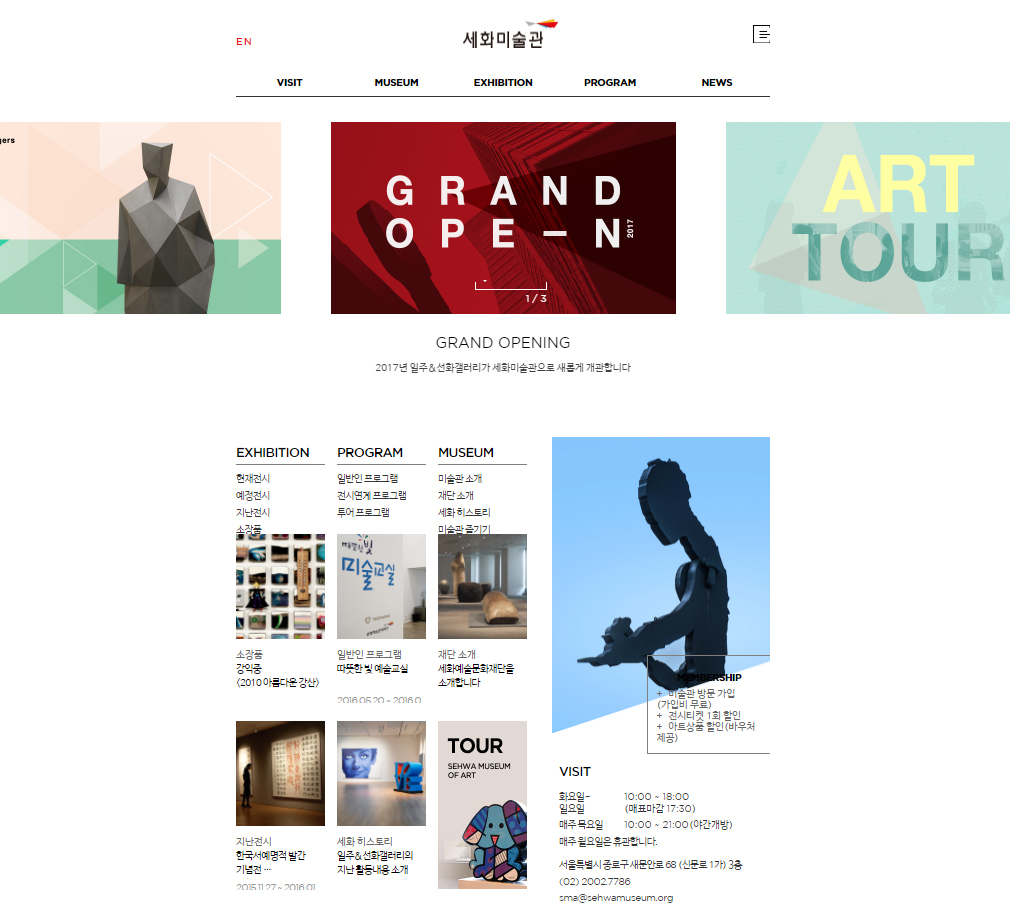 EN
세화미술관
VISIT MUSEUM EXHIBITION PROGRAM NEWS
gers
GRAND
OPE–N
2017
1 / 3
ART
TOUR
GRAND OPENING
2017년 일주&선화갤러리가 세화미술관으로 새롭게 개관합니다
EXHIBITION
현재전시
예정전시
지난전시
소장품
PROGRAM
일반인 프로그램
전시연계 프로그램
투어 프로그램
MUSEUM
미술관 소개
재단 소개
세화 히스토리
미술관 즐기기
따뜻한 빛
미술교실
소장품
강익중
<2010 아름다운 강산>
일반인 프로그램
따뜻한 빛 예술교실
2016.05.20 ~ 2016.0
재단 소개
세화예술문화재단을
소개합니다
지난전시
한국서예명적 발간
기념전 …
2015.11.27 ~ 2016.01
세화 히스토리
일주&선화갤러리의
지난 활동내용 소개
TOUR
SEHWA MUSEUM
OF ART
MEMBERSHIP
+ 미술관 방문 가입
(가입비 무료)
+ 전시티켓 1회 할인
+ 아트상품 할인 (바우처
제공)
VISIT
화요일- 10:00 ~ 18:00
일요일 (매표마감 17:30)
매주 목요일 10:00 ~ 21:00 (야간개방)
매주 월요일은 휴관합니다.
서울특별시 종로구 새문안로 68 (신문로 1가) 3층
(02) 2002.7786
sma@sehwamuseum.org